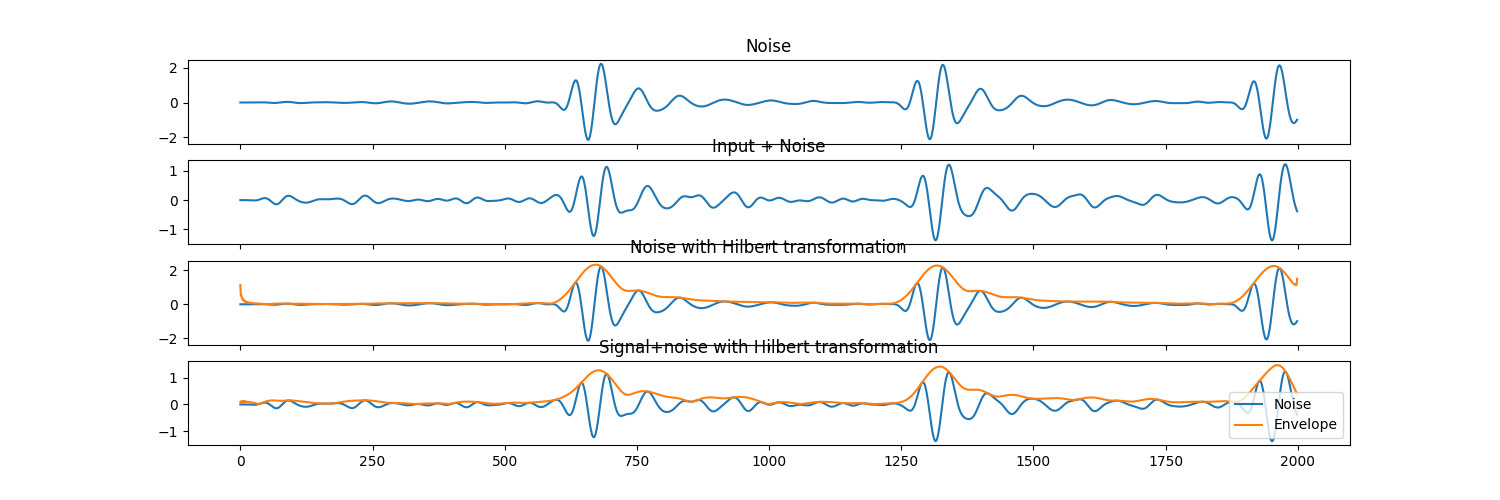 Noise
2
0
−2
Input + Noise
1
0
−1
Noise with Hilbert transformation
2
0
−2
Signal+noise with Hilbert transformation
1
0
−1
Noise
Envelope
0 250 500 750 1000 1250 1500 1750 2000